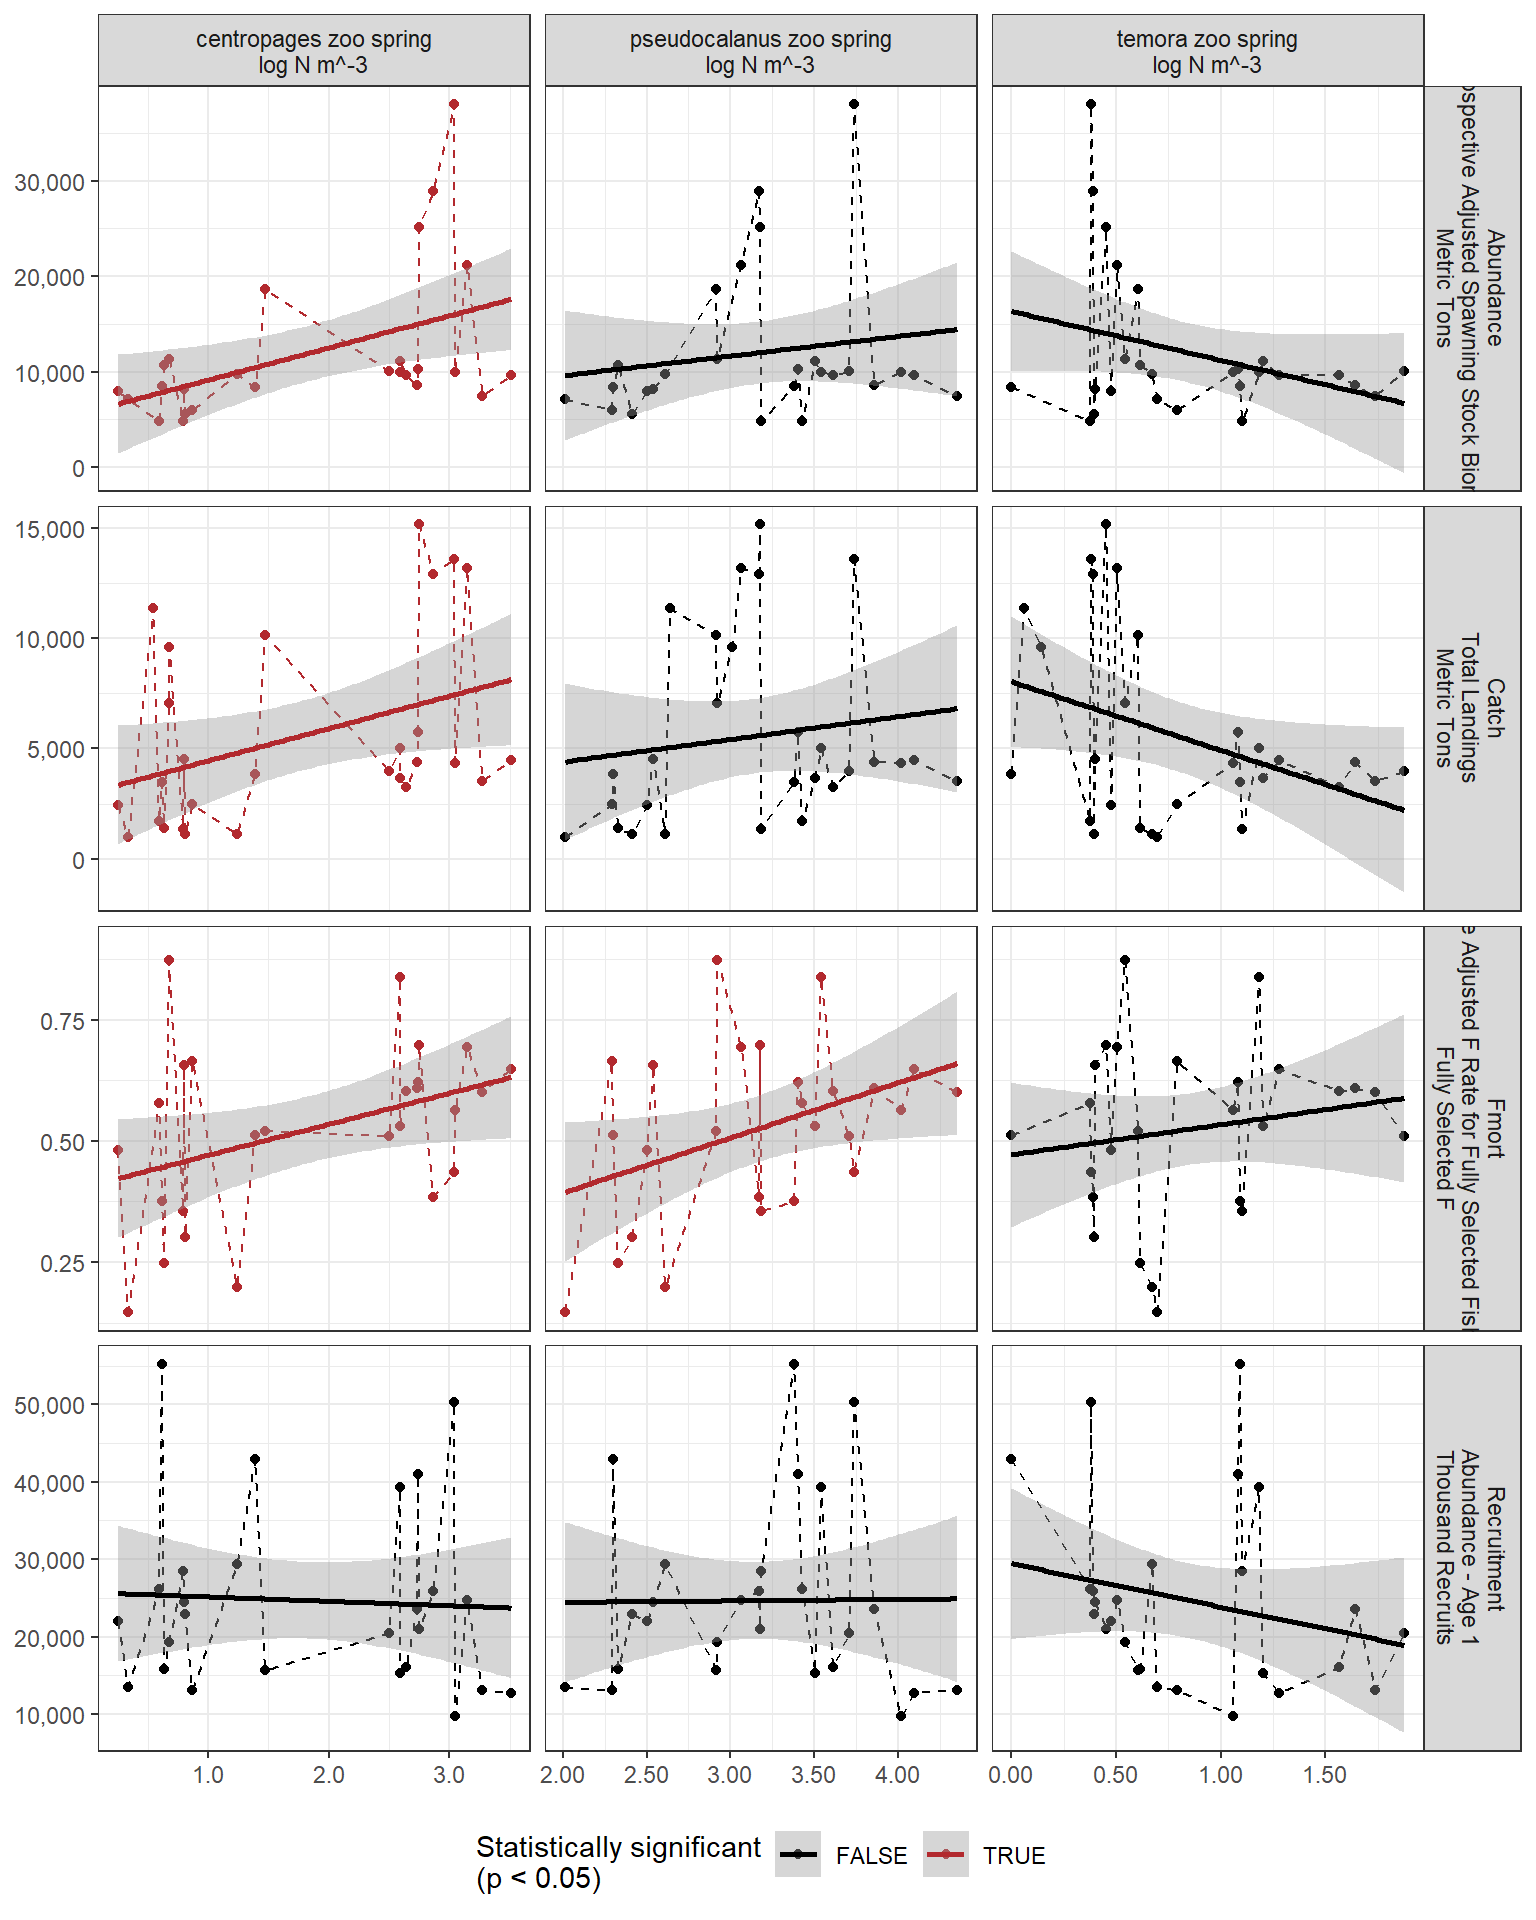 centropages zoo spring
log N m^-3
pseudocalanus zoo spring
log N m^-3
temora zoo spring
log N m^-3
30,000
20,000
10,000
0
Abundance
Adjusted Spawning Stock
Metric Tons
15,000
10,000
5,000
0
Catch
Total Landings
Metric Tons
0.75
0.50
0.25
Fmort
Adjusted F Rate for Fully Selected
Fully Selected F
50,000
40,000
30,000
20,000
10,000
Recruitment
Abundance - Age 1
Thousand Recruits
1.0
2.0
3.0
2.00
2.50
3.00
3.50
4.00
0.00
0.50
1.00
1.50
Statistically significant
(p < 0.05)
FALSE
TRUE